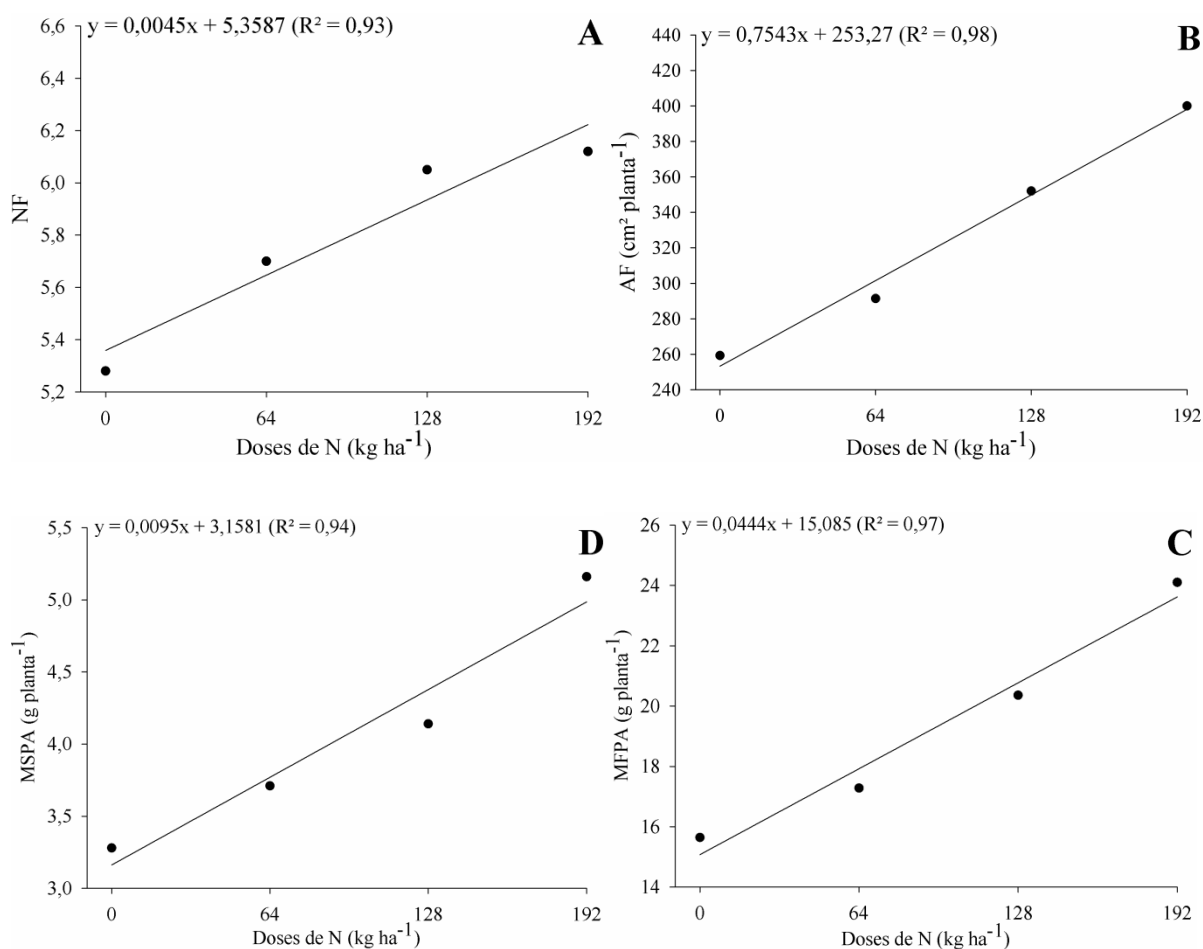 y = 0,0045x + 5,3587 (R² = 0,93)
A
6,6
6,4
6,2
6,0
5,8
5,6
5,4
5,2
NF
0 64 128 192
Doses de N (kg ha⁻¹)
y = 0,7543x + 253,27 (R² = 0,98)
B
440
420
400
380
360
340
320
300
280
260
240
AF (cm² planta⁻¹)
0 64 128 192
Doses de N (kg ha⁻¹)
y = 0,0095x + 3,1581 (R² = 0,94)
D
5,5
5,0
4,5
4,0
3,5
3,0
MSPA (g planta⁻¹)
0 64 128 192
Doses de N (kg ha⁻¹)
y = 0,0444x + 15,085 (R² = 0,97)
C
26
24
22
20
18
16
14
MFPA (g planta⁻¹)
0 64 128 192
Doses de N (kg ha⁻¹)